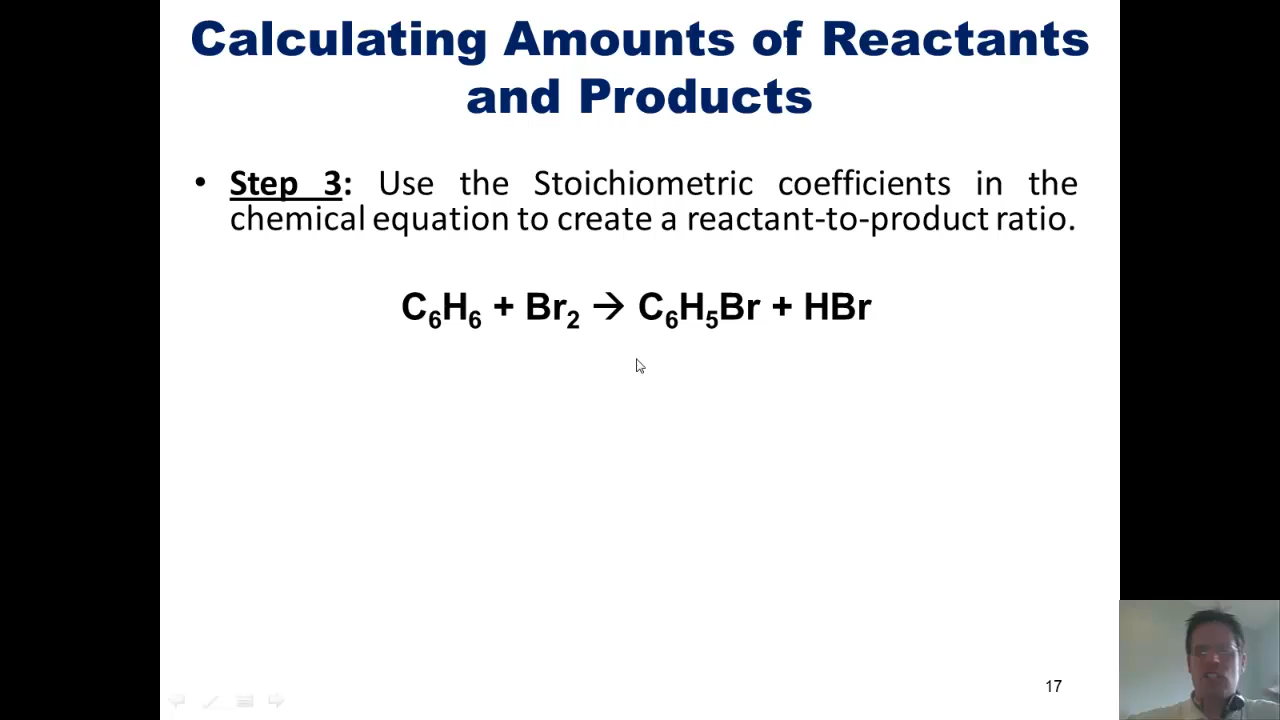 Calculating Amounts of Reactants
and Products
• Step 3: Use the Stoichiometric coefficients in the
chemical equation to create a reactant-to-product ratio.
C₆H₆ + Br₂ → C₆H₅Br + HBr
17